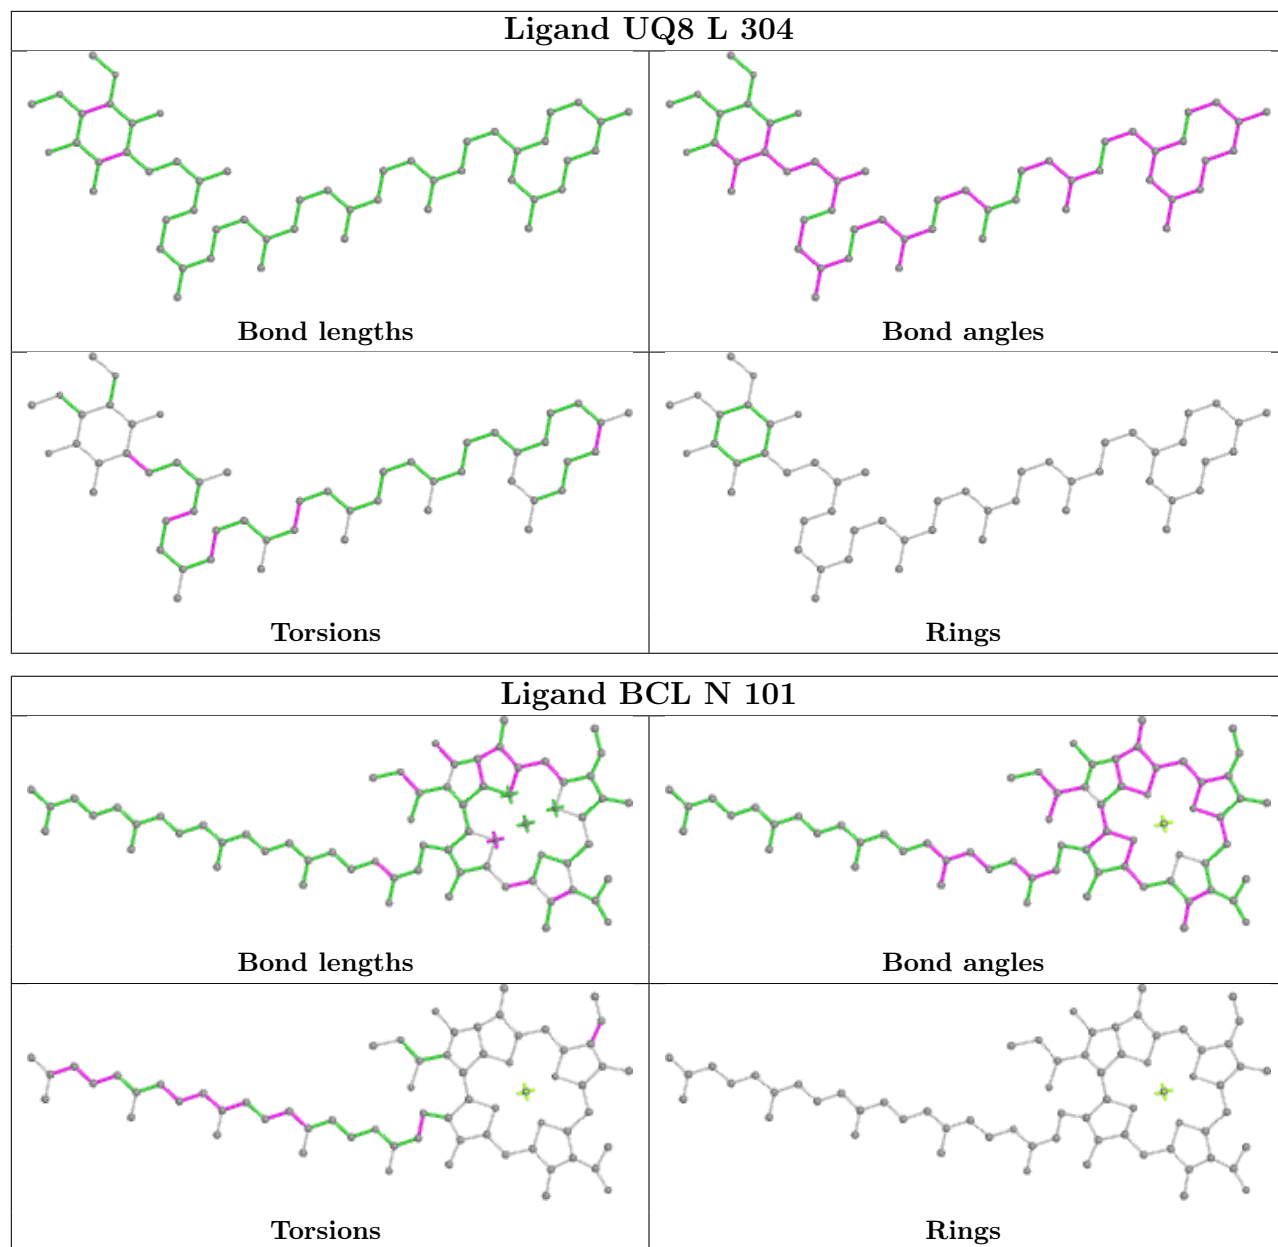 Ligand UQ8 L 304
Bond lengths
Bond angles
Torsions
Rings
Ligand BCL N 101
Bond lengths
Bond angles
Torsions
Rings